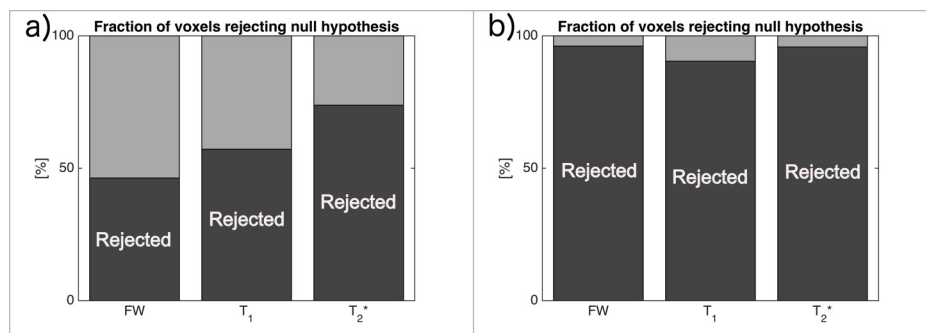 a)
Fraction of voxels rejecting null hypothesis
100
50
0
[%]
Rejected
Rejected
Rejected
FW
T₁
T₂*
b)
Fraction of voxels rejecting null hypothesis
100
50
0
[%]
Rejected
Rejected
Rejected
FW
T₁
T₂*